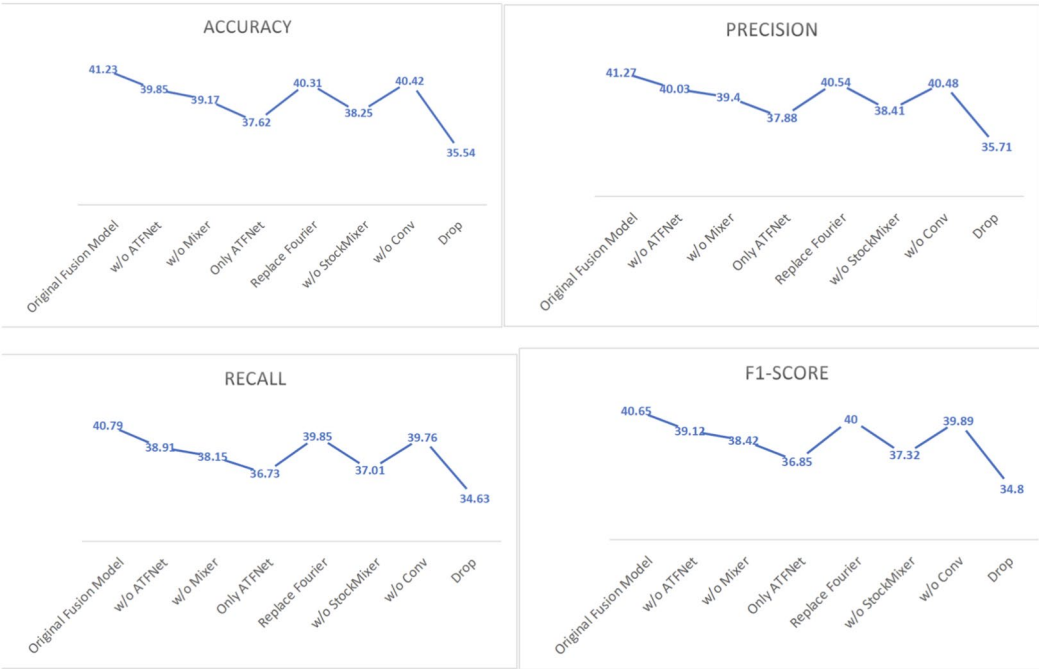 ACCURACY
41.23
39.85
39.17
37.62
40.31
38.25
40.42
35.54
Original Fusion Model
w/o ATFNet
w/o Mixer
Only ATFNet
Replace Fourier
w/o StockMixer
w/o Conv
Drop
PRECISION
41.27
40.03
39.4
37.88
40.54
38.41
40.48
35.71
Original Fusion Model
w/o ATFNet
w/o Mixer
Only ATFNet
Replace Fourier
w/o StockMixer
w/o Conv
Drop
RECALL
40.79
38.91
38.15
36.73
39.85
37.01
39.76
34.63
Original Fusion Model
w/o ATFNet
w/o Mixer
Only ATFNet
Replace Fourier
w/o StockMixer
w/o Conv
Drop
F1-SCORE
40.65
39.12
38.42
36.85
40
37.32
39.89
34.8
Original Fusion Model
w/o ATFNet
w/o Mixer
Only ATFNet
Replace Fourier
w/o StockMixer
w/o Conv
Drop